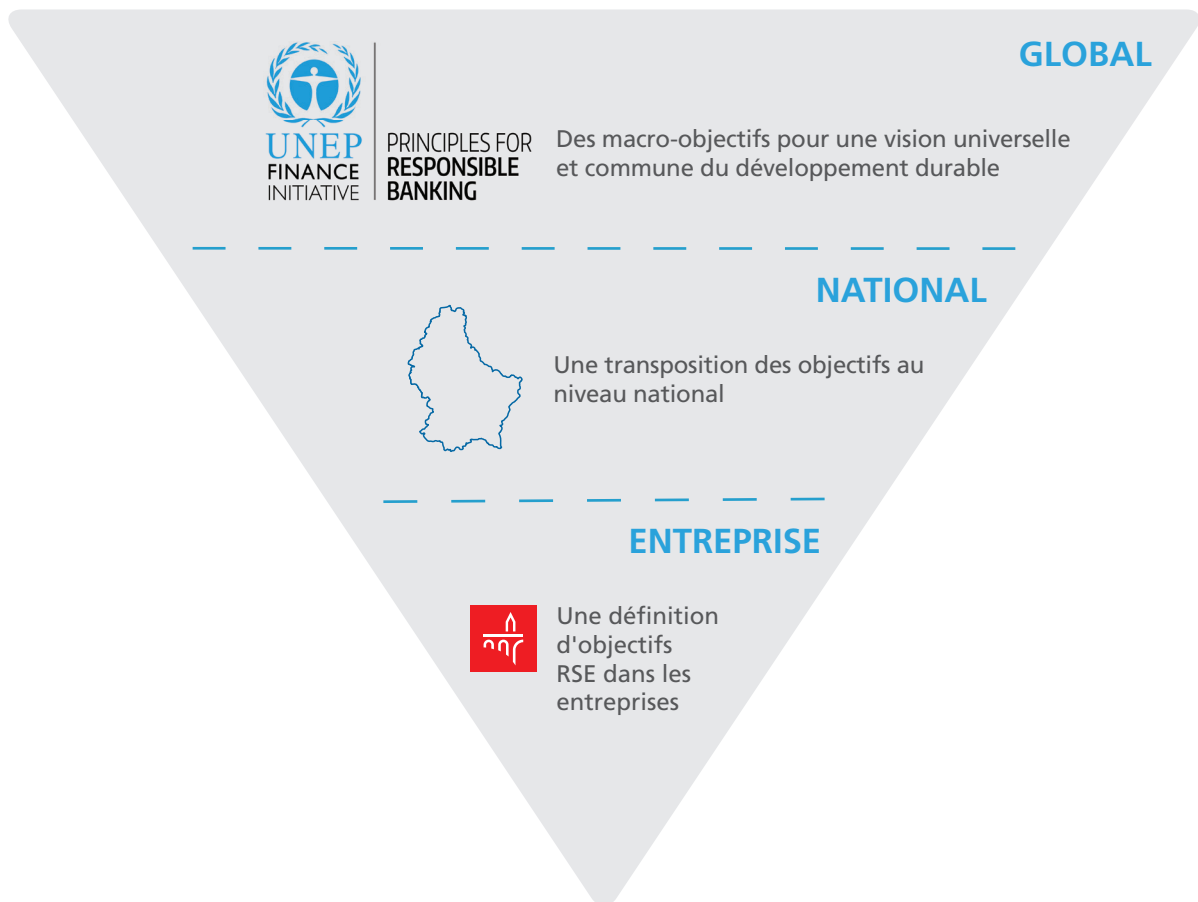 GLOBAL
UNEP
FINANCE
INITIATIVE
PRINCIPLES FOR
RESPONSIBLE
BANKING
Des macro-objectifs pour une vision universelle
et commune du développement durable
NATIONAL
Une transposition des objectifs au
niveau national
ENTREPRISE
Une définition
d'objectifs
RSE dans les
entreprises